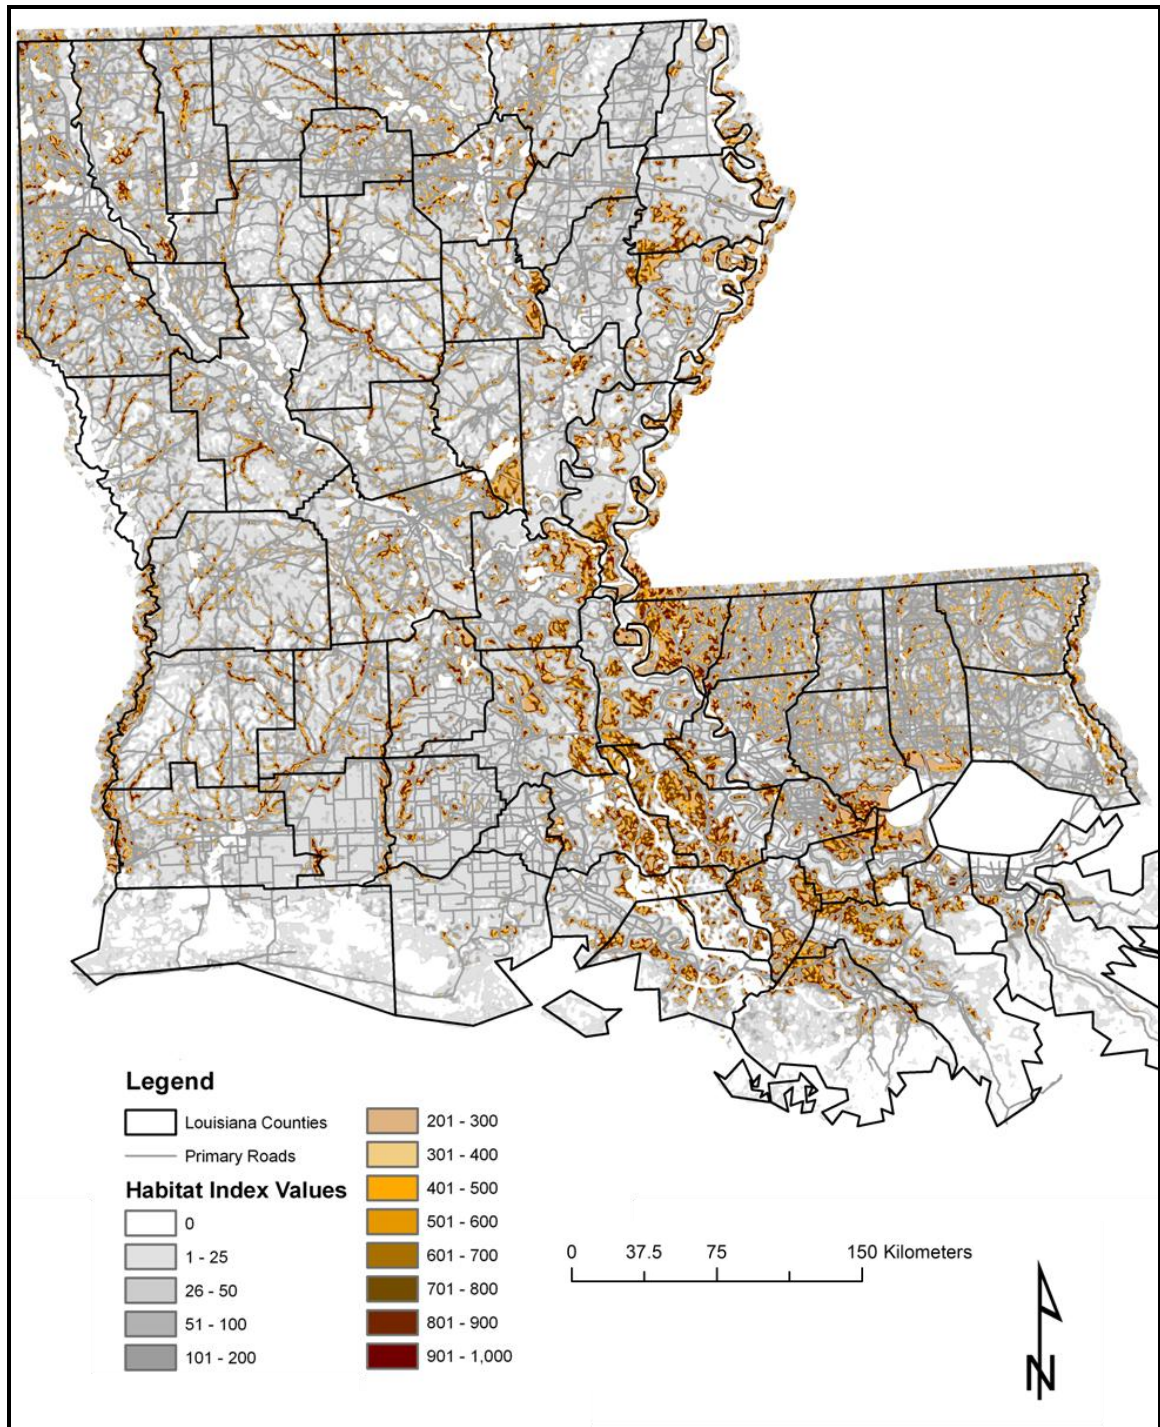 Legend
Louisiana Counties
Primary Roads
Habitat Index Values
0
1 - 25
26 - 50
51 - 100
101 - 200
201 - 300
301 - 400
401 - 500
501 - 600
601 - 700
701 - 800
801 - 900
901 - 1,000
0 37.5 75 150 Kilometers
N